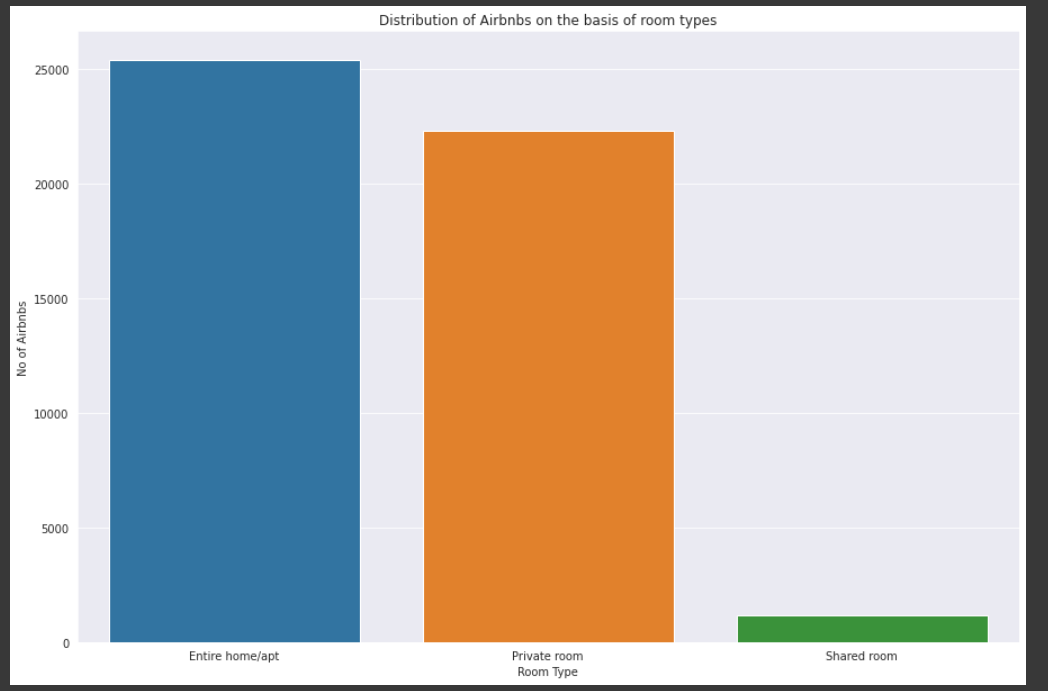 Distribution of Airbnbs on the basis of room types
No of Airbnbs
25000
20000
15000
10000
5000
0
Entire home/apt
Private room
Shared room
Room Type